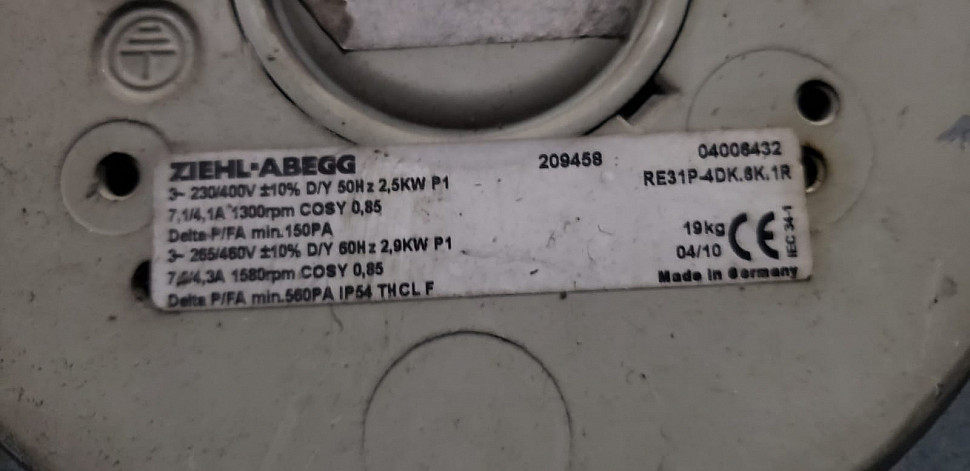 ZIEHL-ABEGG 209458 04006432
3~ 230/400V ±10% D/Y 50Hz 2,5KW P1 RE31P-4DK.6K.1R
7,1/4,1A 1300rpm COSY 0,85
Delta P/FA min.150PA 19kg CE IEC 34-1
3~ 265/460V ±10% D/Y 60Hz 2,9KW P1 04/10
4,3A 1580rpm COSY 0,85 Made in Germany
Delta P/FA min.560PA IP54 THCL F